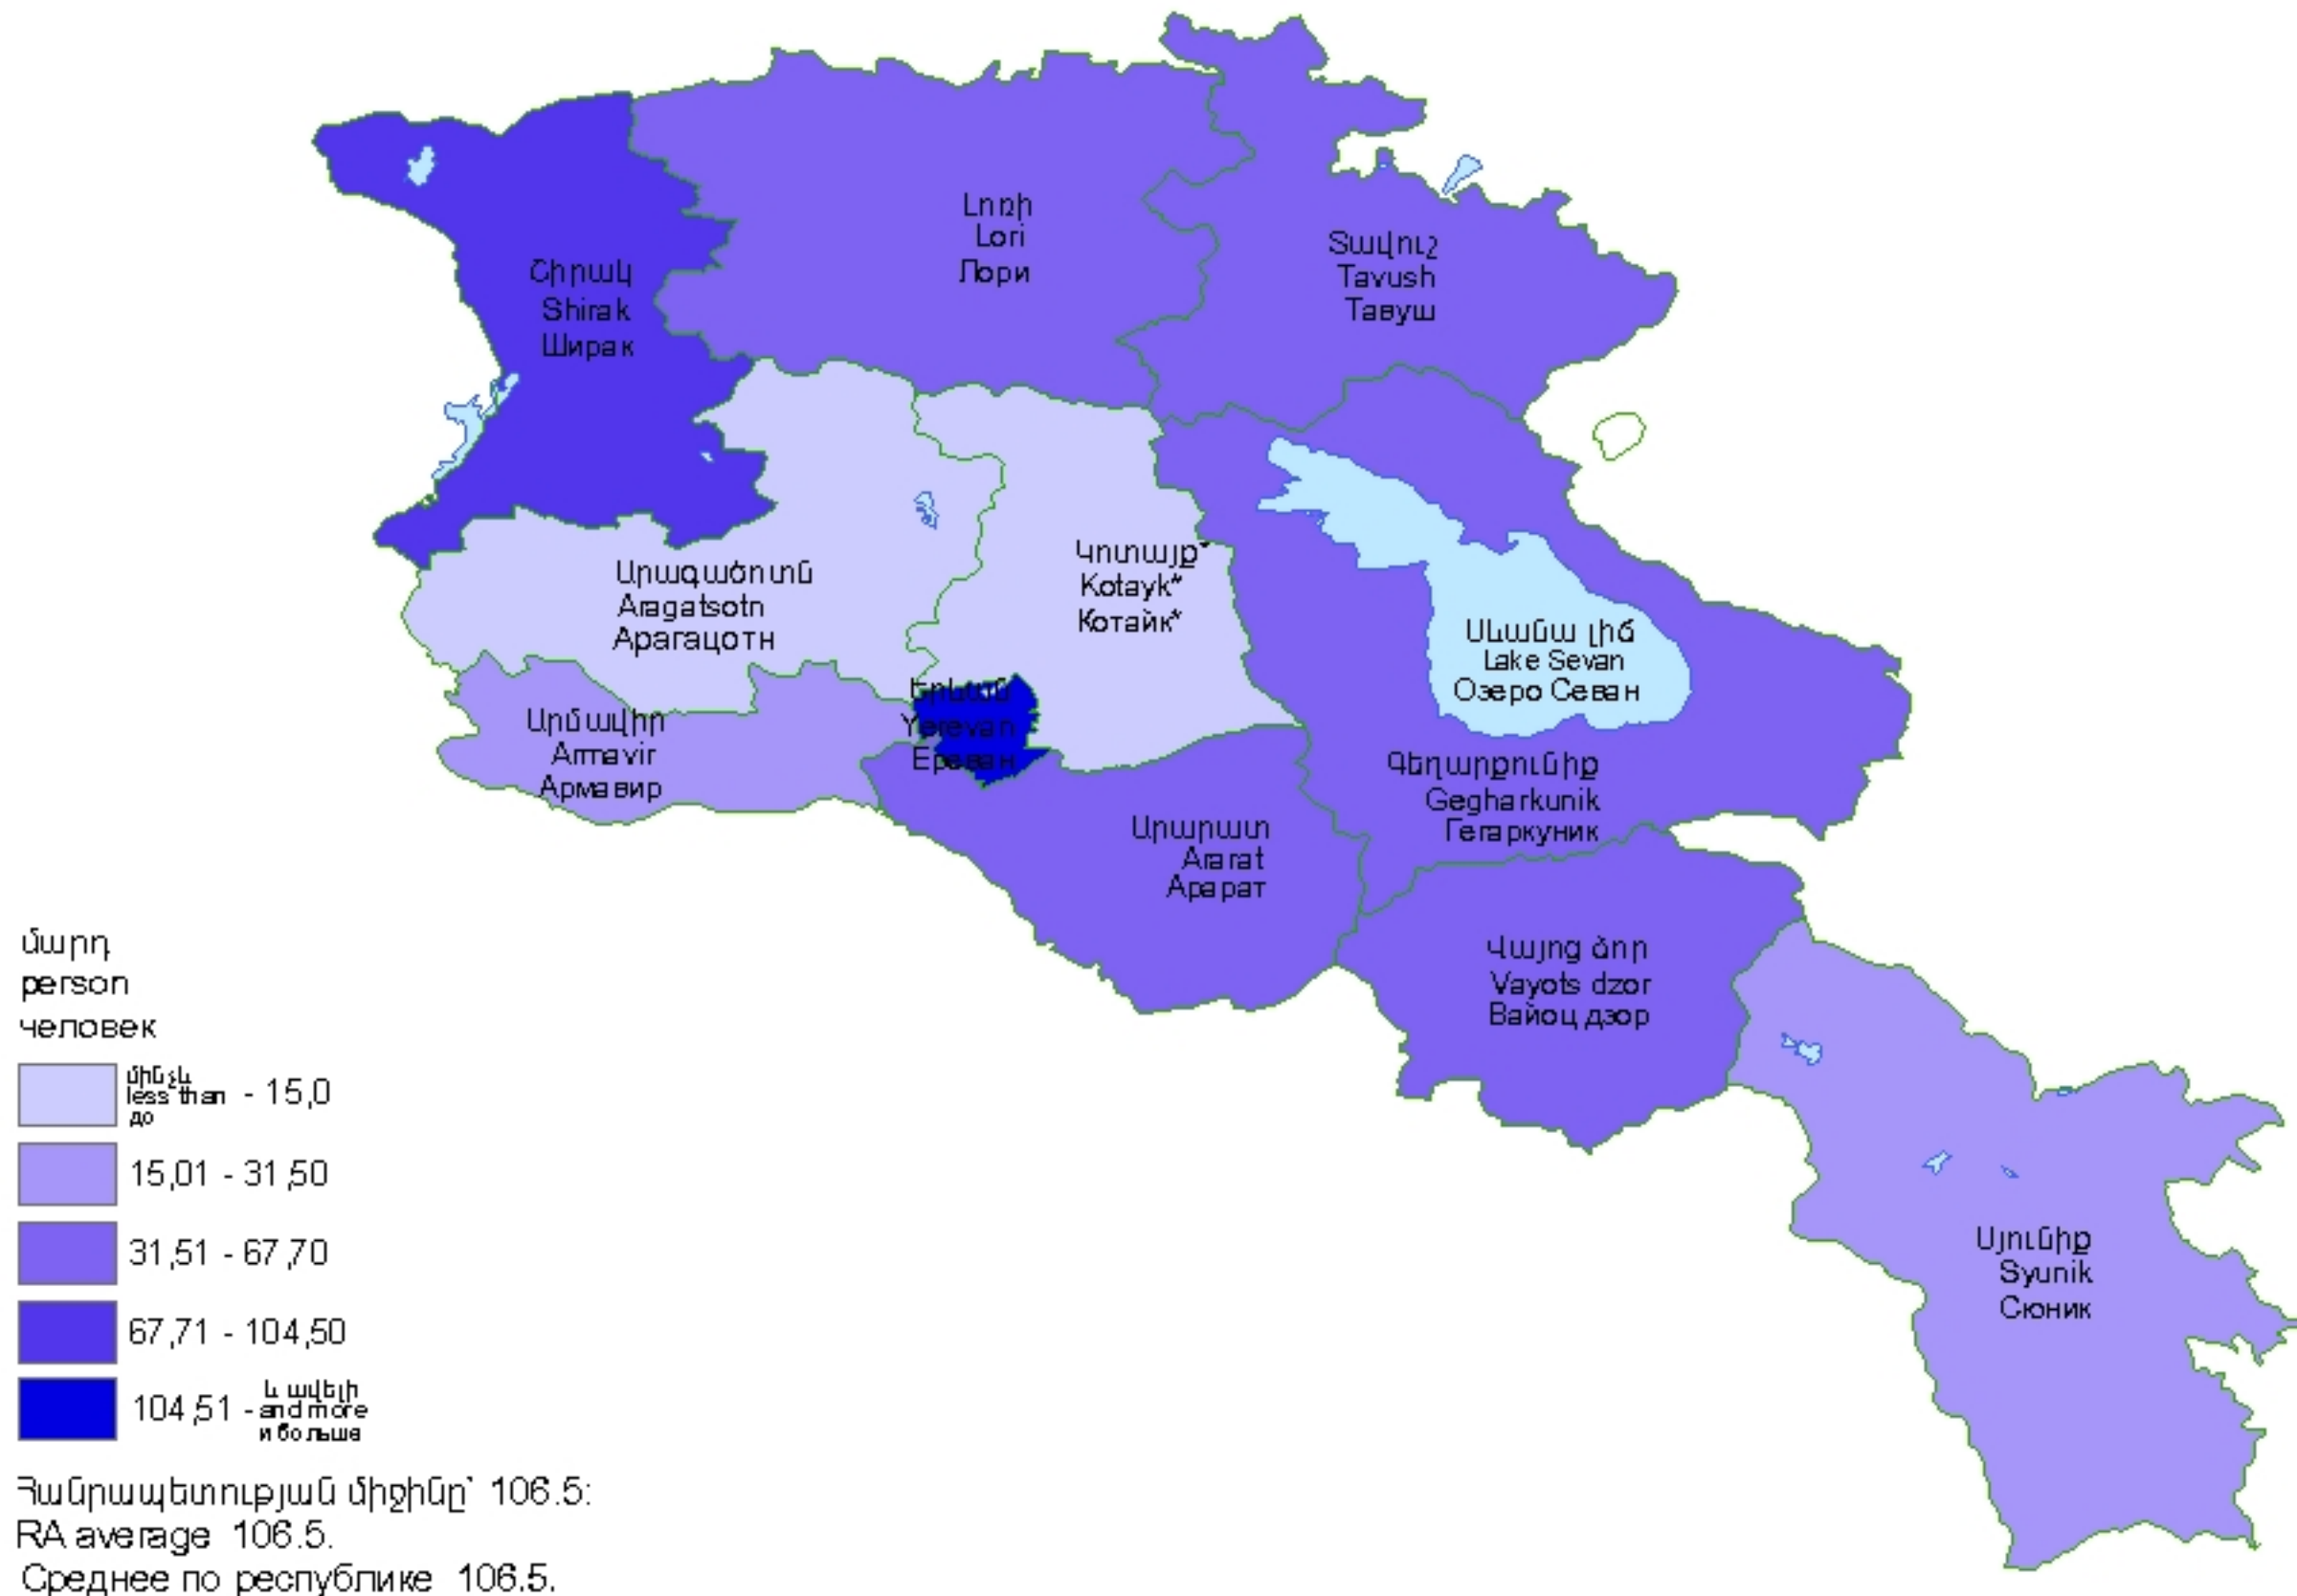 Լոռի
Lori
Лори
Տավուշ
Tavush
Тавуш
Շիրակ
Shirak
Ширак
Արագածոտն
Aragatsotn
Арагацотн
Կոտայք*
Kotayk*
Котайк*
Սևանա լիճ
Lake Sevan
Озеро Севан
Երևան
Yerevan
Ереван
Արմավիր
Armavir
Армавир
Գեղարքունիք
Gegharkunik
Гегаркуник
Արարատ
Ararat
Арарат
Վայոց ձոր
Vayots dzor
Вайоц дзор
Սյունիք
Syunik
Сюник
մարդ
person
человек
մինչև
less than - 15,0
до
15,01 - 31,50
31,51 - 67,70
67,71 - 104,50
և ավելի
104,51 - and more
и больше
Հանրապետության միջինը՝ 106.5:
RA average 106.5.
Среднее по республике 106.5.